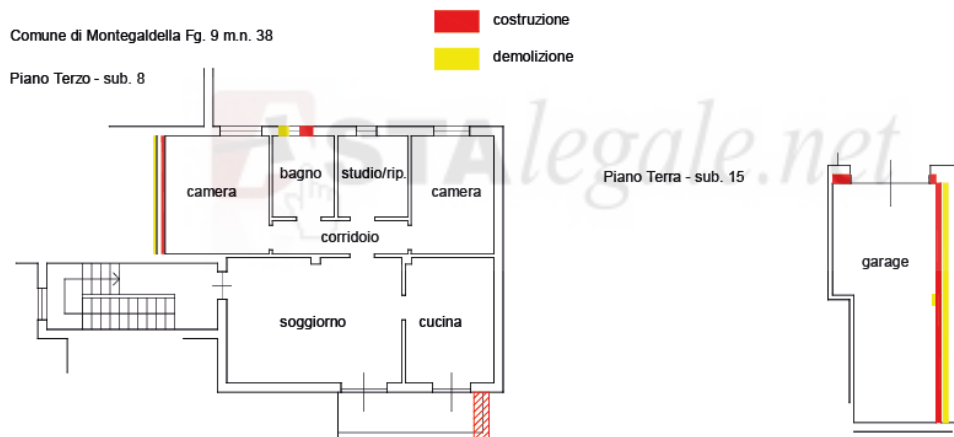 costruzione
Comune di Montegaldella Fg. 9 m.n. 38
demolizione
Piano Terzo - sub. 8
ASTAlegale.net
camera
bagno
studio/rip.
camera
Piano Terra - sub. 15
corridoio
garage
soggiorno
cucina